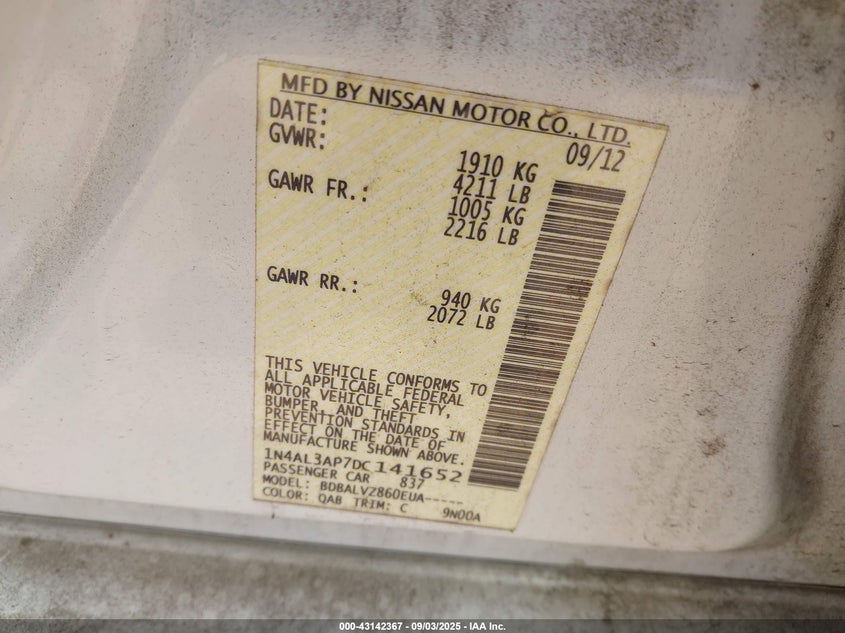 MFD BY NISSAN MOTOR CO., LTD.
DATE: 09/12
GVWR: 1910 KG
4211 LB
GAWR FR.: 1005 KG
2216 LB
GAWR RR.: 940 KG
2072 LB
THIS VEHICLE CONFORMS TO
ALL APPLICABLE FEDERAL
MOTOR VEHICLE SAFETY,
BUMPER, AND THEFT
PREVENTION STANDARDS IN
EFFECT ON THE DATE OF
MANUFACTURE SHOWN ABOVE.
1N4AL3AP7DC141652
PASSENGER CAR 837
MODEL: BDBALVZ860EUA-----
COLOR: QAB TRIM: C 9N00A
000-43142367 - 09/03/2025 - IAA Inc.